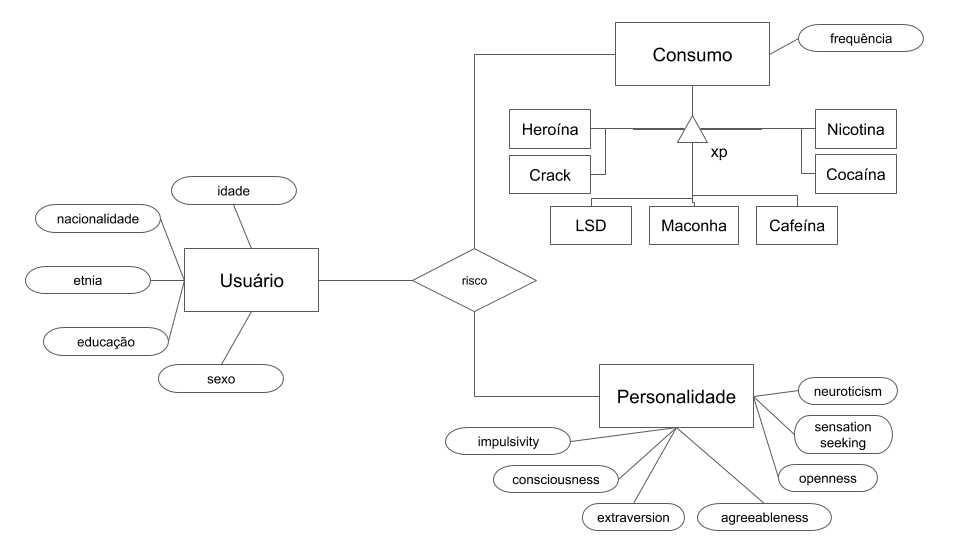 Consumo
frequência
Heroína
Nicotina
xp
Crack
Cocaína
idade
nacionalidade
LSD
Maconha
Cafeína
etnia
Usuário
risco
educação
sexo
Personalidade
neuroticism
sensation
seeking
impulsivity
consciousness
openness
extraversion
agreeableness